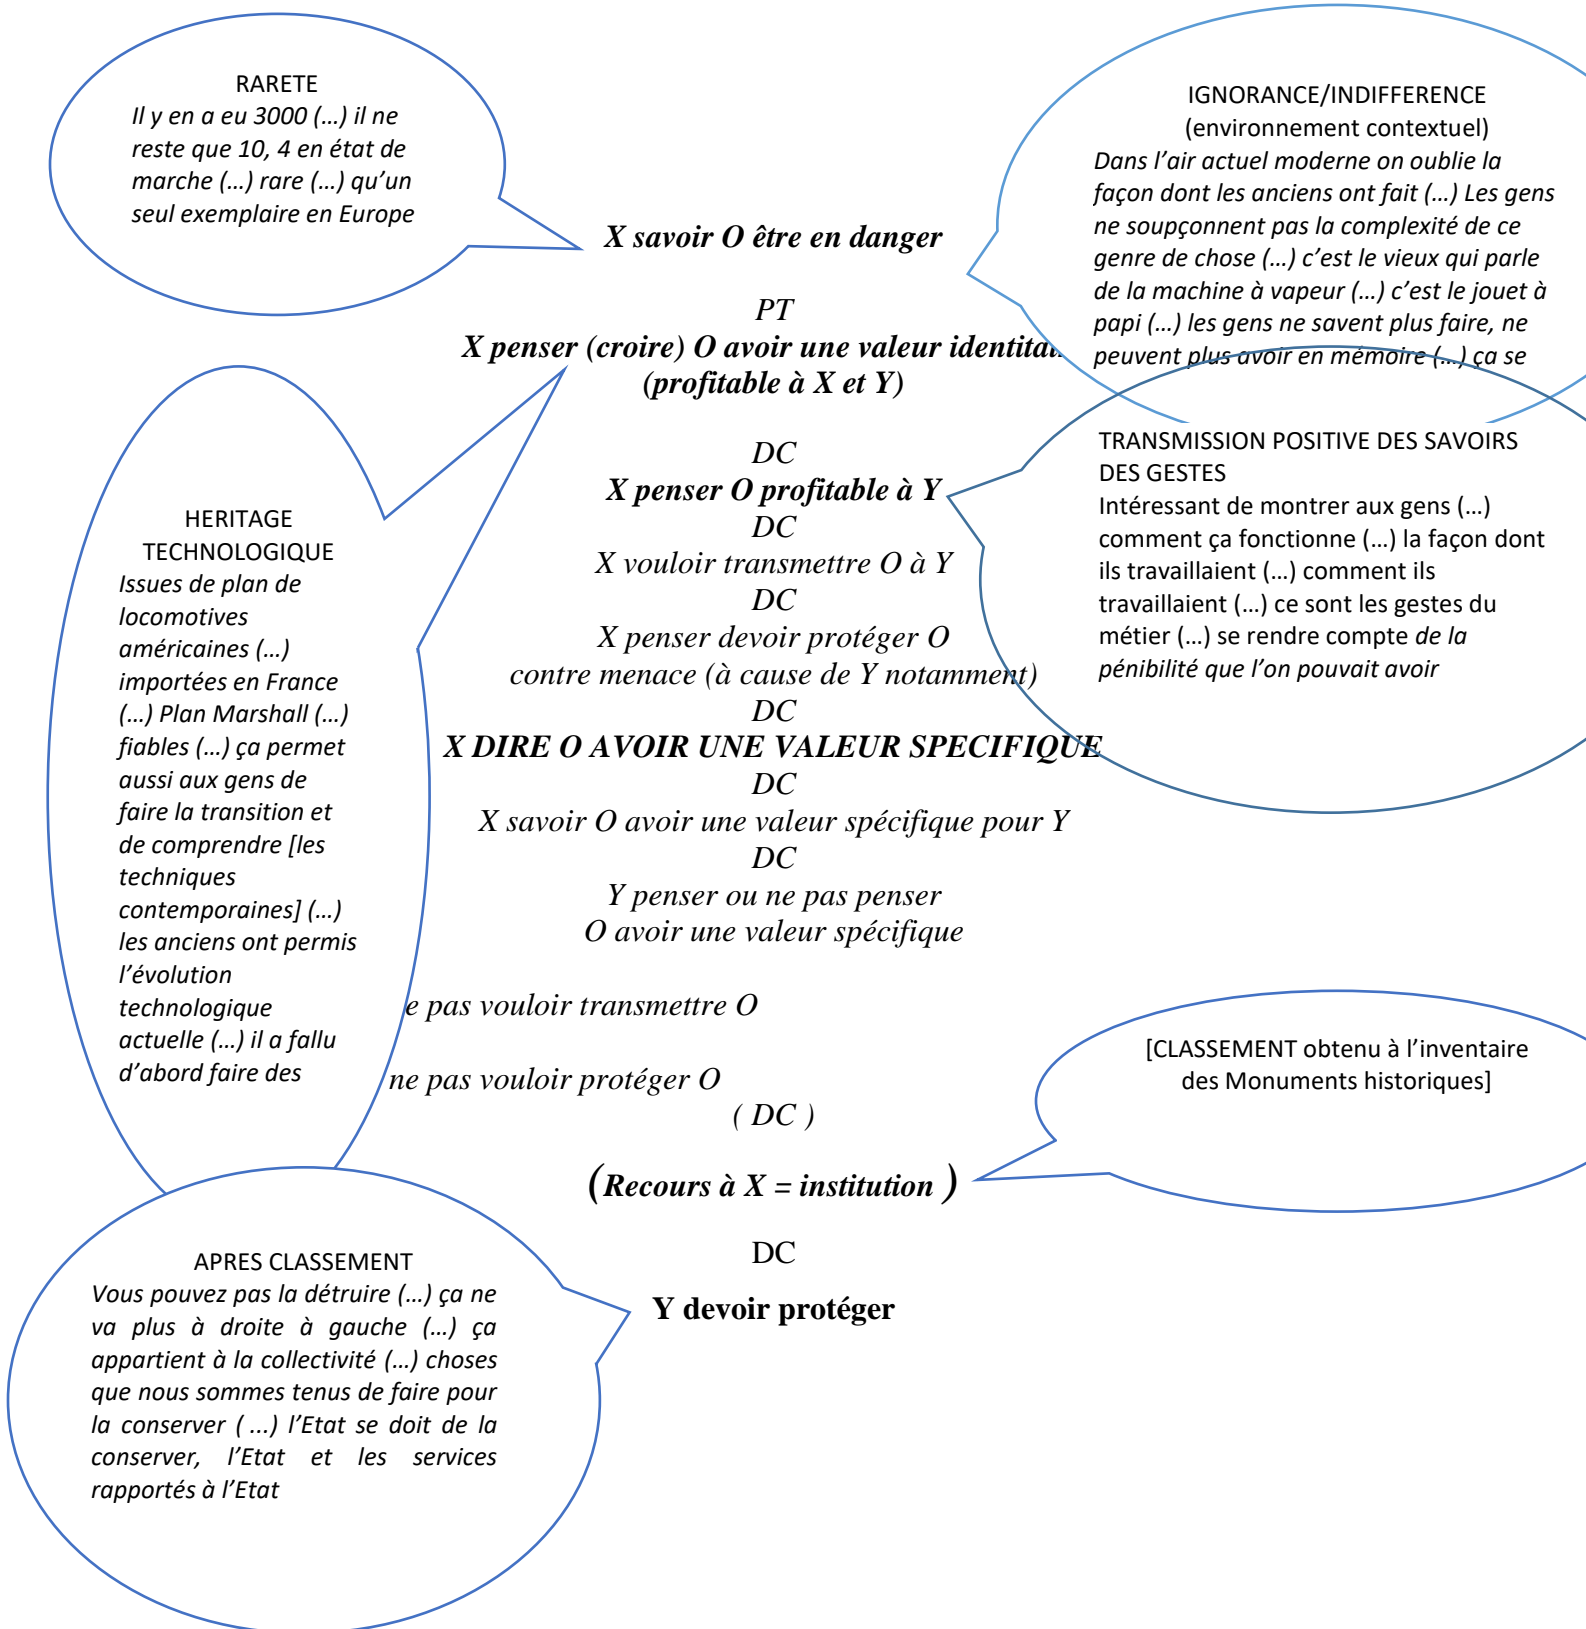 RARETE
Il y en a eu 3000 (…) il ne
reste que 10, 4 en état de
marche (…) rare (…) qu’un
seul exemplaire en Europe
IGNORANCE/INDIFFERENCE
(environnement contextuel)
Dans l’air actuel moderne on oublie la
façon dont les anciens ont fait (…) Les gens
ne soupçonnent pas la complexité de ce
genre de chose (…) c’est le vieux qui parle
de la machine à vapeur (…) c’est le jouet à
papi (…) les gens ne savent plus faire, ne
peuvent plus avoir en mémoire (…) ça se
X savoir O être en danger
PT
X penser (croire) O avoir une valeur
(profitable à X et Y)
DC
X penser O profitable à Y
DC
X vouloir transmettre O à Y
DC
X penser devoir protéger O
contre menace (à cause de Y notamment)
DC
X DIRE O AVOIR UNE VALEUR SPECIFIQUE
DC
X savoir O avoir une valeur spécifique pour Y
DC
Y penser ou ne pas penser
O avoir une valeur spécifique
e pas vouloir transmettre O
ne pas vouloir protéger O
( DC )
(Recours à X = institution )
DC
Y devoir protéger
TRANSMISSION POSITIVE DES SAVOIRS
DES GESTES
Intéressant de montrer aux gens (…)
comment ça fonctionne (…) la façon dont
ils travaillaient (…) comment ils
travaillaient (…) ce sont les gestes du
métier (…) se rendre compte de la
pénibilité que l’on pouvait avoir
HERITAGE
TECHNOLOGIQUE
Issues de plan de
locomotives
américaines (…)
importées en France
(…) Plan Marshall (…)
fiables (…) ça permet
aussi aux gens de
faire la transition et
de comprendre [les
techniques
contemporaines] (…)
les anciens ont permis
l’évolution
technologique
actuelle (…) il a fallu
d’abord faire des
[CLASSEMENT obtenu à l’inventaire
des Monuments historiques]
APRES CLASSEMENT
Vous pouvez pas la détruire (…) ça ne
va plus à droite à gauche (…) ça
appartient à la collectivité (…) choses
que nous sommes tenus de faire pour
la conserver ( ...) l’Etat se doit de la
conserver, l’Etat et les services
rapportés à l’Etat